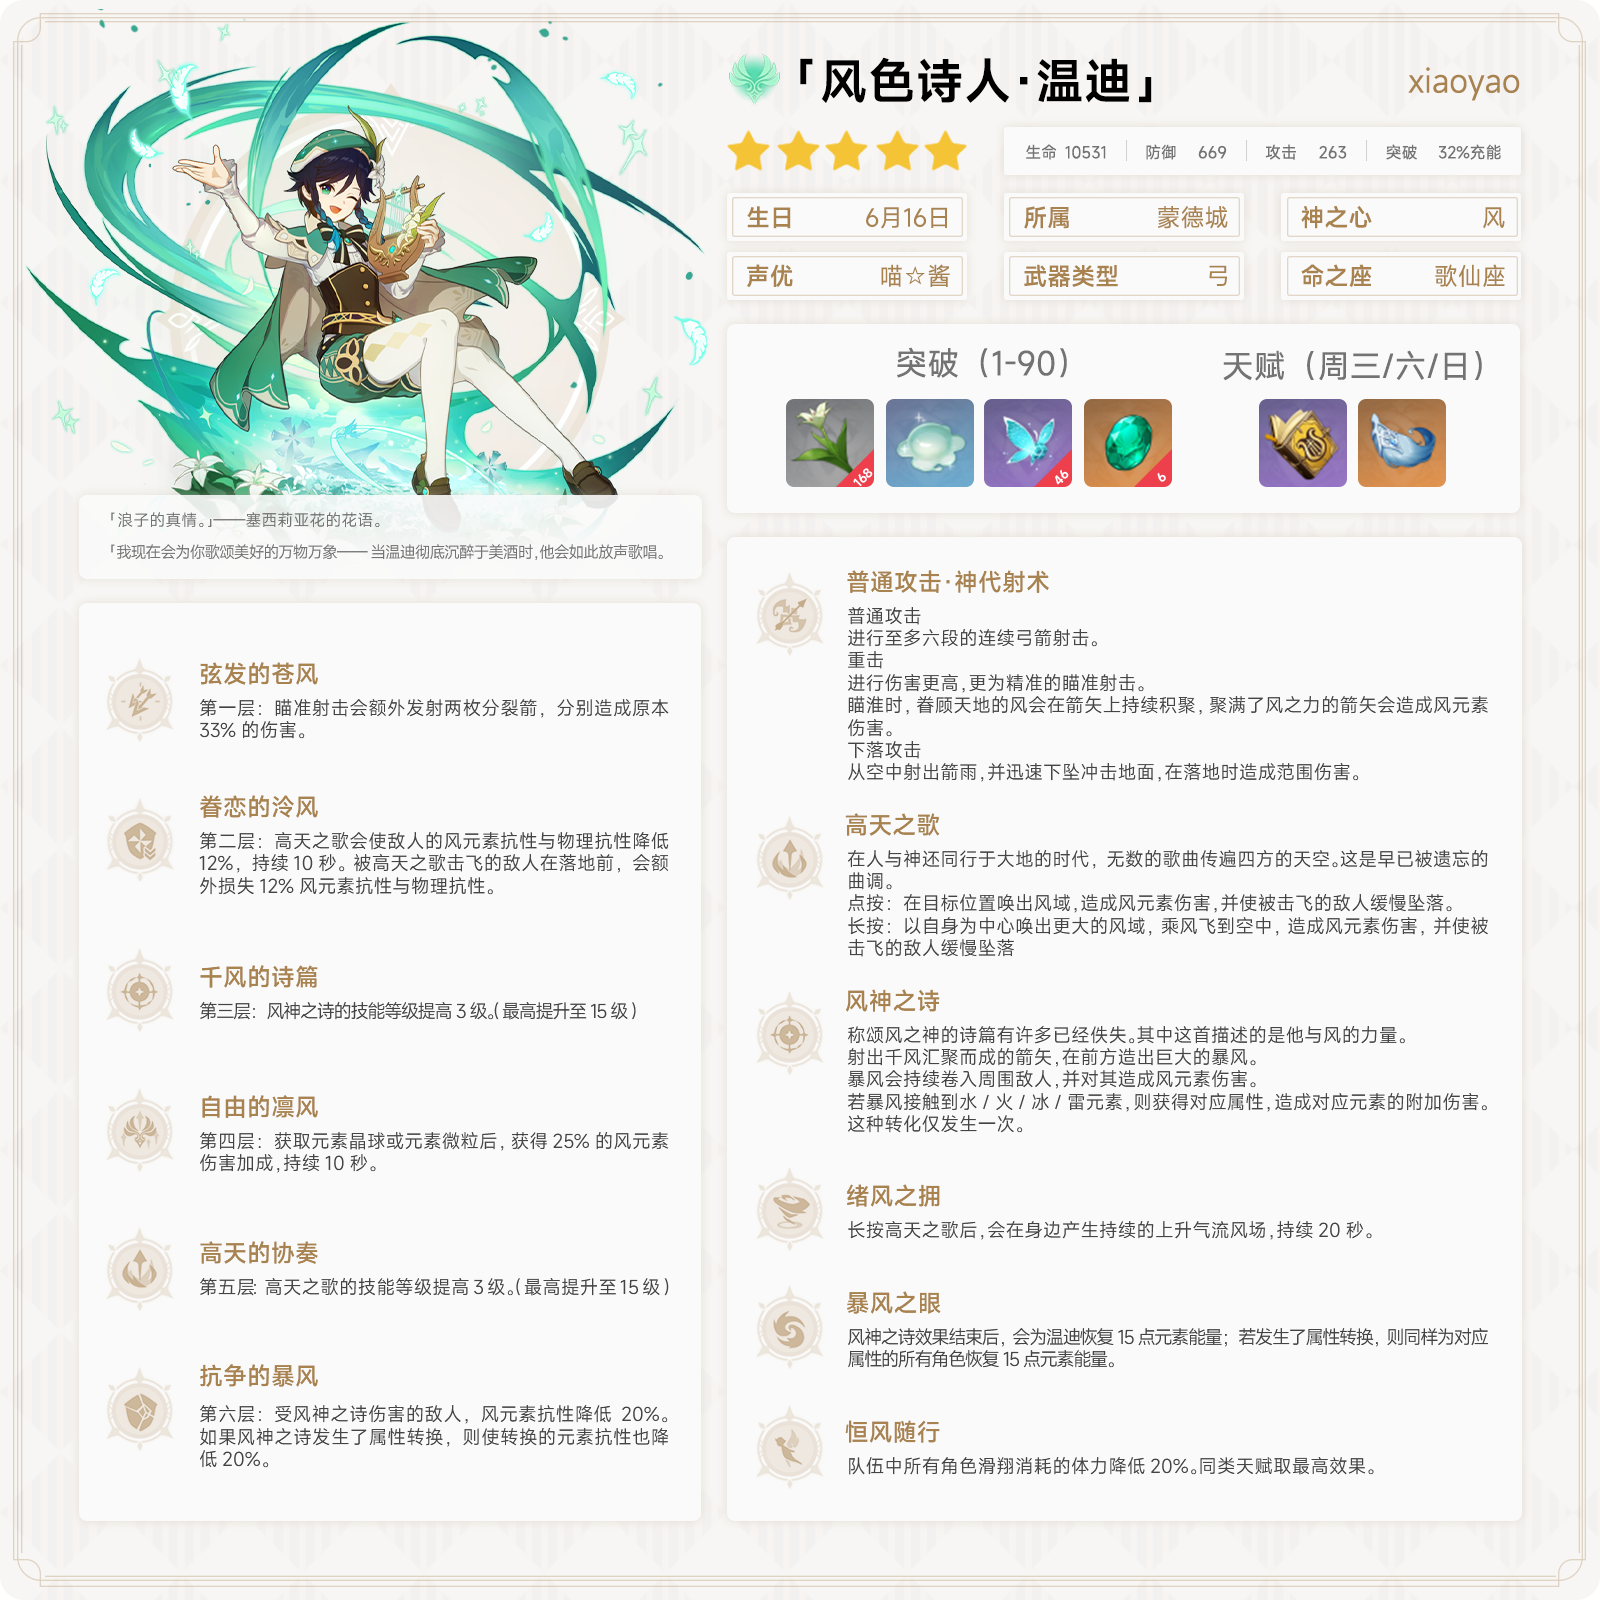 「风色诗人·温迪」
xiaoyao
生命 10531 防御 669 攻击 263 突破 32%充能
生日 6月16日
所属 蒙德城
神之心 风
声优 喵☆酱
武器类型 弓
命之座 歌仙座
突破（1-90）
天赋（周三/六/日）
168
46
6
「浪子的真情。」——塞西莉亚花的花语。
「我现在会为你歌颂美好的万物万象—— 当温迪彻底沉醉于美酒时,他会如此放声歌唱。
弦发的苍风
第一层：瞄准射击会额外发射两枚分裂箭，分别造成原本
33% 的伤害。
眷恋的泠风
第二层：高天之歌会使敌人的风元素抗性与物理抗性降低
12%，持续 10 秒。被高天之歌击飞的敌人在落地前，会额
外损失 12% 风元素抗性与物理抗性。
千风的诗篇
第三层：风神之诗的技能等级提高 3 级。( 最高提升至 15 级 )
自由的凛风
第四层：获取元素晶球或元素微粒后，获得 25% 的风元素
伤害加成,持续 10 秒。
高天的协奏
第五层: 高天之歌的技能等级提高 3 级。( 最高提升至 15 级 )
抗争的暴风
第六层：受风神之诗伤害的敌人，风元素抗性降低 20%。
如果风神之诗发生了属性转换，则使转换的元素抗性也降
低 20%。
普通攻击·神代射术
普通攻击
进行至多六段的连续弓箭射击。
重击
进行伤害更高,更为精准的瞄准射击。
瞄淮时，眷顾天地的风会在箭矢上持续积聚，聚满了风之力的箭矢会造成风元素
伤害。
下落攻击
从空中射出箭雨,并迅速下坠冲击地面,在落地时造成范围伤害。
高天之歌
在人与神还同行于大地的时代，无数的歌曲传遍四方的天空。这是早已被遗忘的
曲调。
点按：在目标位置唤出风域,造成风元素伤害,并使被击飞的敌人缓慢坠落。
长按：以自身为中心唤出更大的风域，乘风飞到空中，造成风元素伤害，并使被
击飞的敌人缓慢坠落
风神之诗
称颂风之神的诗篇有许多已经佚失。其中这首描述的是他与风的力量。
射出千风汇聚而成的箭矢,在前方造出巨大的暴风。
暴风会持续卷入周围敌人,并对其造成风元素伤害。
若暴风接触到水 / 火 / 冰 / 雷元素,则获得对应属性,造成对应元素的附加伤害。
这种转化仅发生一次。
绪风之拥
长按高天之歌后,会在身边产生持续的上升气流风场,持续 20 秒。
暴风之眼
风神之诗效果结束后，会为温迪恢复 15 点元素能量；若发生了属性转换，则同样为对应
属性的所有角色恢复 15 点元素能量。
恒风随行
队伍中所有角色滑翔消耗的体力降低 20%。同类天赋取最高效果。